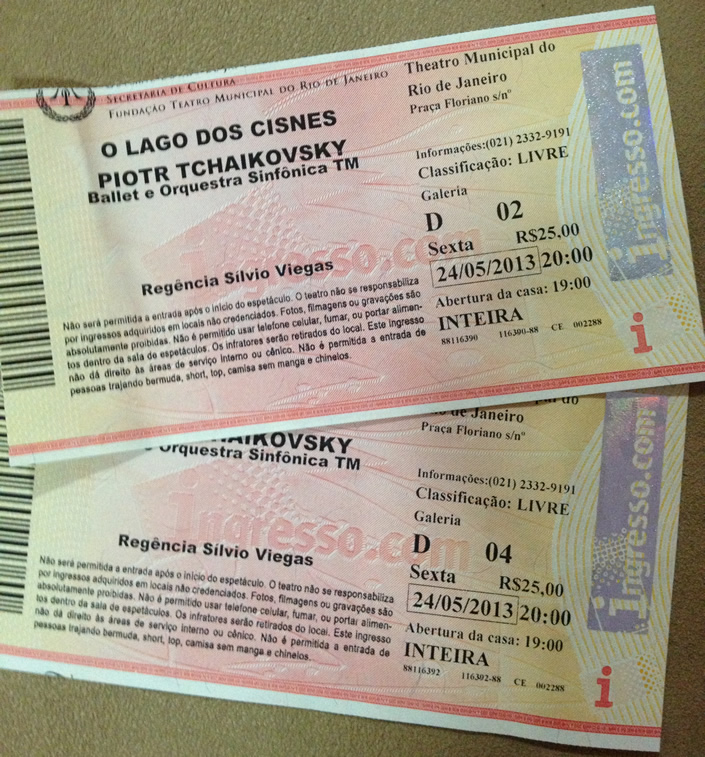 SECRETARIA DE CULTURA
FUNDAÇÃO TEATRO MUNICIPAL DO RIO DE JANEIRO
O LAGO DOS CISNES
PIOTR TCHAIKOVSKY
Ballet e Orquestra Sinfônica TM
Regência Sílvio Viegas
Não será permitida a entrada após o início do espetáculo. O teatro não se responsabiliza
por ingressos adquiridos em locais não credenciados. Fotos, filmagens ou gravações são
absolutamente proibidas. Não é permitido usar telefone celular, fumar, ou portar alimen-
tos dentro da sala de espetáculos. Os infratores serão retirados do local. Este ingresso
não dá direito às áreas de serviço interno ou cênico. Não é permitida a entrada de
pessoas trajando bermuda, short, top, camisa sem manga e chinelos.
Theatro Municipal do
Rio de Janeiro
Praça Floriano s/nº
Informações:(021) 2332-9191
Classificação: LIVRE
Galeria
D 02
Sexta R$25,00
24/05/2013 20:00
Abertura da casa: 19:00
INTEIRA
88116390 116390-88 CE 002288
ingresso.com
ingresso.com
i
TCHAIKOVSKY
Orquestra Sinfônica TM
Regência Sílvio Viegas
Não será permitida a entrada após o início do espetáculo. O teatro não se responsabiliza
por ingressos adquiridos em locais não credenciados. Fotos, filmagens ou gravações são
absolutamente proibidas. Não é permitido usar telefone celular, fumar, ou portar alimen-
tos dentro da sala de espetáculos. Os infratores serão retirados do local. Este ingresso
não dá direito às áreas de serviço interno ou cênico. Não é permitida a entrada de
pessoas trajando bermuda, short, top, camisa sem manga e chinelos.
de Janeiro
Praça Floriano s/nº
Informações:(021) 2332-9191
Classificação: LIVRE
Galeria
D 04
Sexta R$25,00
24/05/2013 20:00
Abertura da casa: 19:00
INTEIRA
88116392 116392-88 CE 002288
ingresso.com
ingresso.com
i